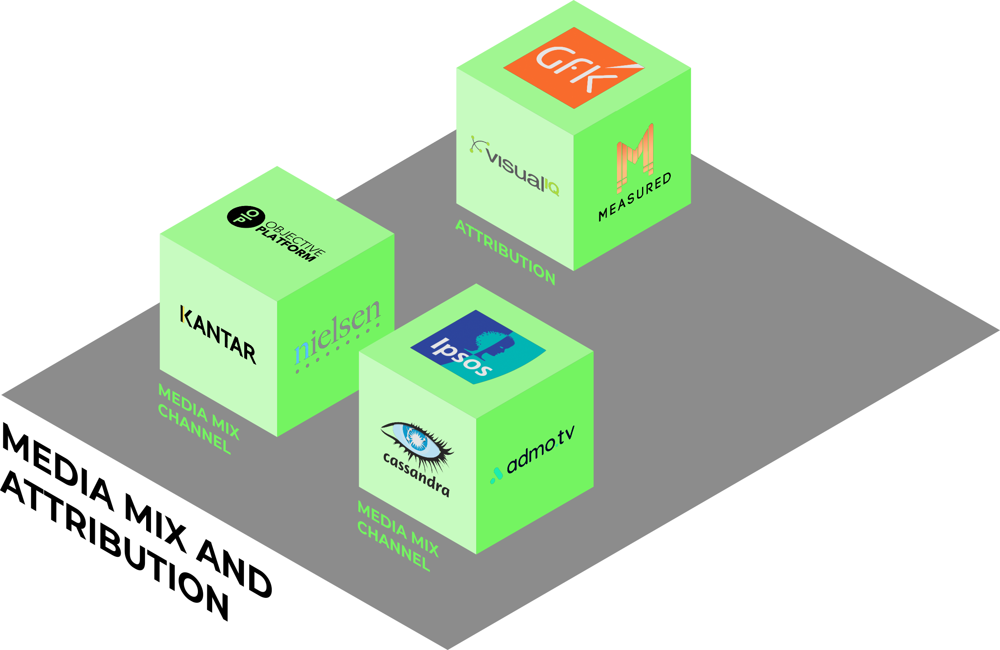 GfK
visualIQ
MEASURED
ATTRIBUTION
OBJECTIVE
PLATFORM
KANTAR
nielsen
MEDIA MIX
CHANNEL
Ipsos
cassandra
admo.tv
MEDIA MIX
CHANNEL
MEDIA MIX AND
ATTRIBUTION